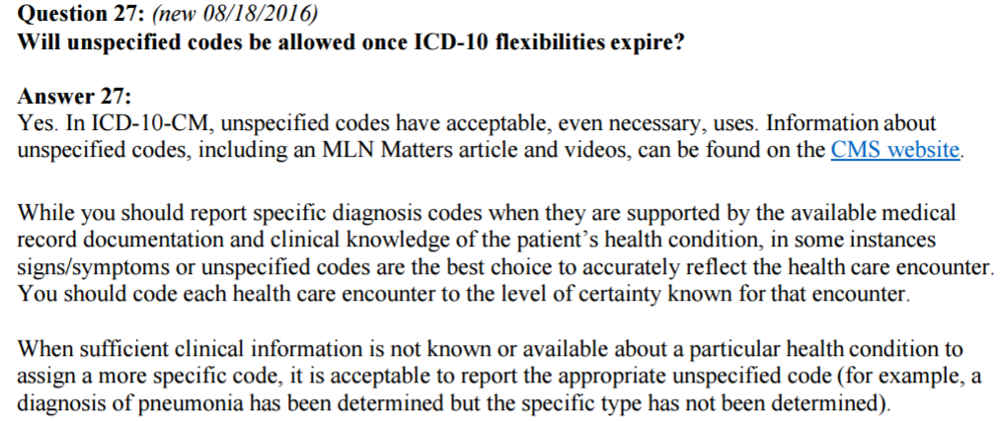 Question 27: (new 08/18/2016)
Will unspecified codes be allowed once ICD-10 flexibilities expire?
Answer 27:
Yes. In ICD-10-CM, unspecified codes have acceptable, even necessary, uses. Information about
unspecified codes, including an MLN Matters article and videos, can be found on the CMS website.
While you should report specific diagnosis codes when they are supported by the available medical
record documentation and clinical knowledge of the patient's health condition, in some instances
signs/symptoms or unspecified codes are the best choice to accurately reflect the health care encounter.
You should code each health care encounter to the level of certainty known for that encounter.
When sufficient clinical information is not known or available about a particular health condition to
assign a more specific code, it is acceptable to report the appropriate unspecified code (for example, a
diagnosis of pneumonia has been determined but the specific type has not been determined).